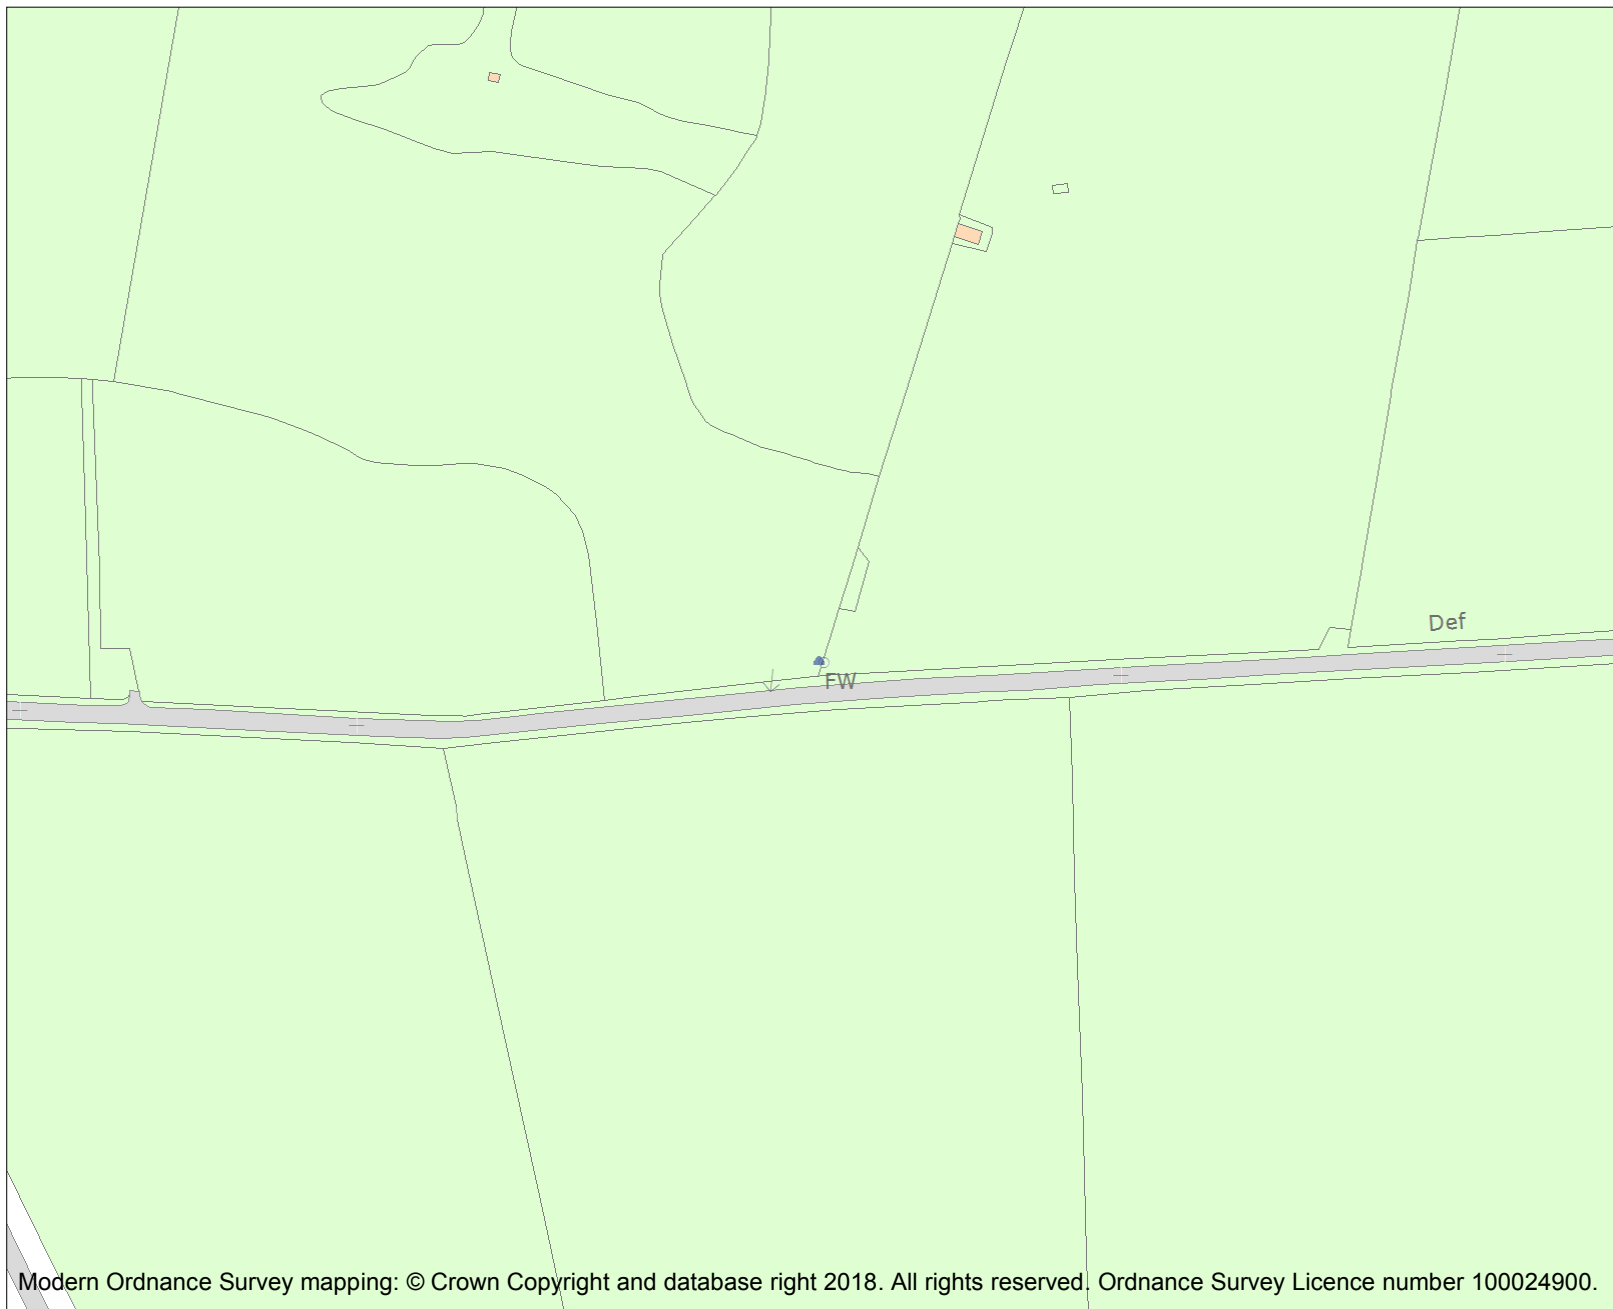 Def
FW
Modern Ordnance Survey mapping: © Crown Copyright and database right 2018. All rights reserved. Ordnance Survey Licence number 100024900.